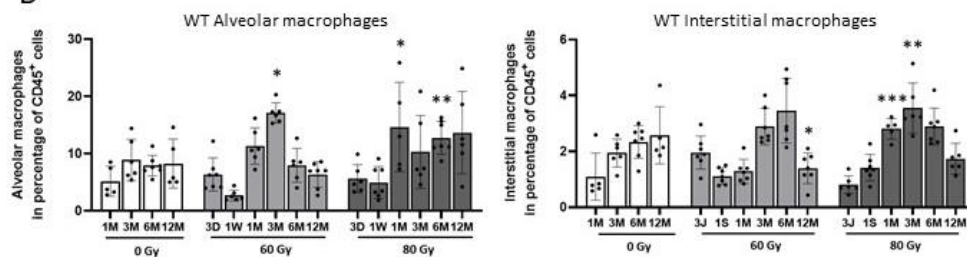 WT Alveolar macrophages
Alveolar macrophages
in percentage of CD45+ cells
30
20
10
0
* * * **
1M 3M 6M 12M 3D 1W 1M 3M 6M 12M 3D 1W 1M 3M 6M 12M
0 Gy 60 Gy 80 Gy
WT Interstitial macrophages
Interstitial macrophages
in percentage of CD45+ cells
6
4
2
0
* *** **
1M 3M 6M 12M 3J 1S 1M 3M 6M 12M 3J 1S 1M 3M 6M 12M
0 Gy 60 Gy 80 Gy